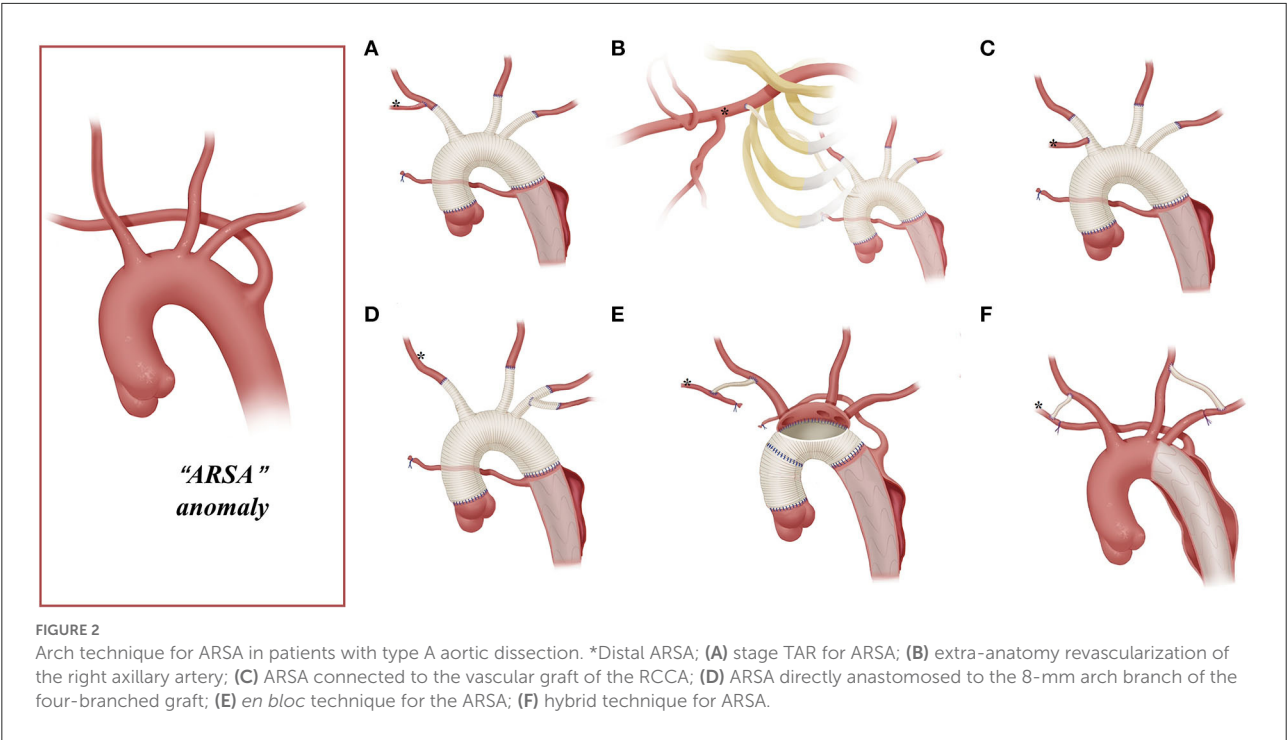 A
B
C
*
*
*
D
E
F
*
*
*
"ARSA"
anomaly
FIGURE 2
Arch technique for ARSA in patients with type A aortic dissection. *Distal ARSA; (A) stage TAR for ARSA; (B) extra-anatomy revascularization of
the right axillary artery; (C) ARSA connected to the vascular graft of the RCCA; (D) ARSA directly anastomosed to the 8-mm arch branch of the
four-branched graft; (E) en bloc technique for the ARSA; (F) hybrid technique for ARSA.